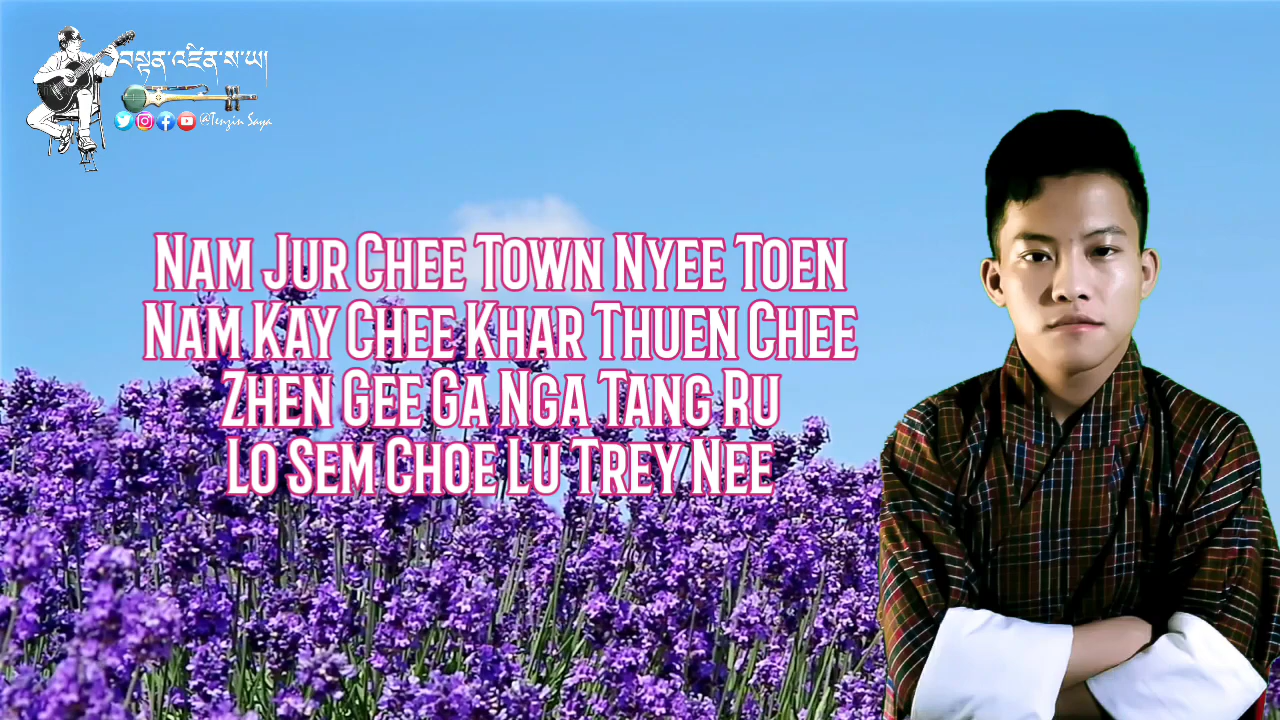 བསྟན་འཛིན་ས་ཡ།
@Tenzin Saya
Nam Jur Chee Town Nyee Toen
Nam Kay Chee Khar Thuen Chee
Zhen Gee Ga Nga Tang Ru
Lo Sem Choe Lu Trey Nee